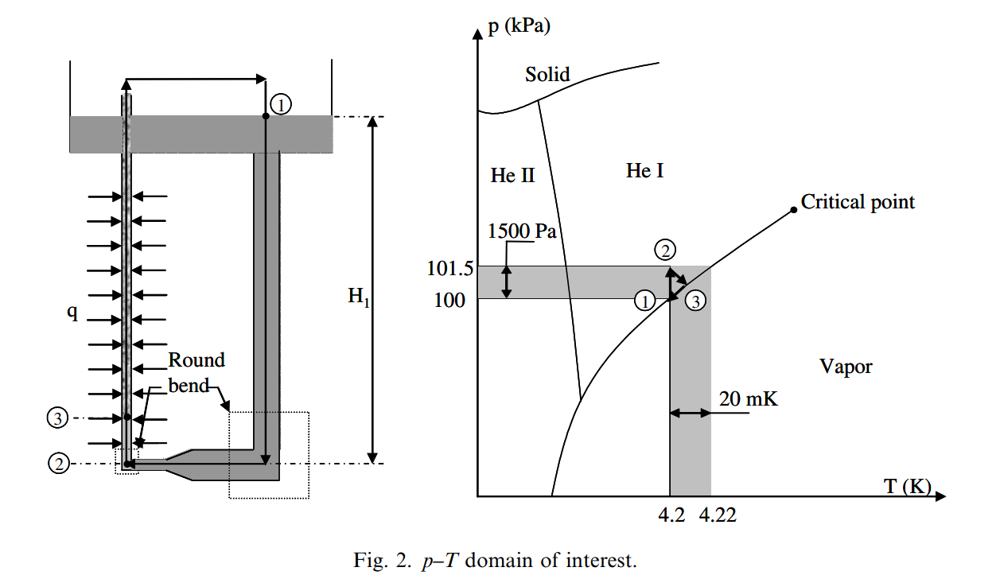 ①
H₁
q
Round
bend
③
②
p (kPa)
Solid
He II
He I
Critical point
1500 Pa
②
101.5
100
①
③
Vapor
20 mK
T (K)
4.2
4.22
Fig. 2. p–T domain of interest.